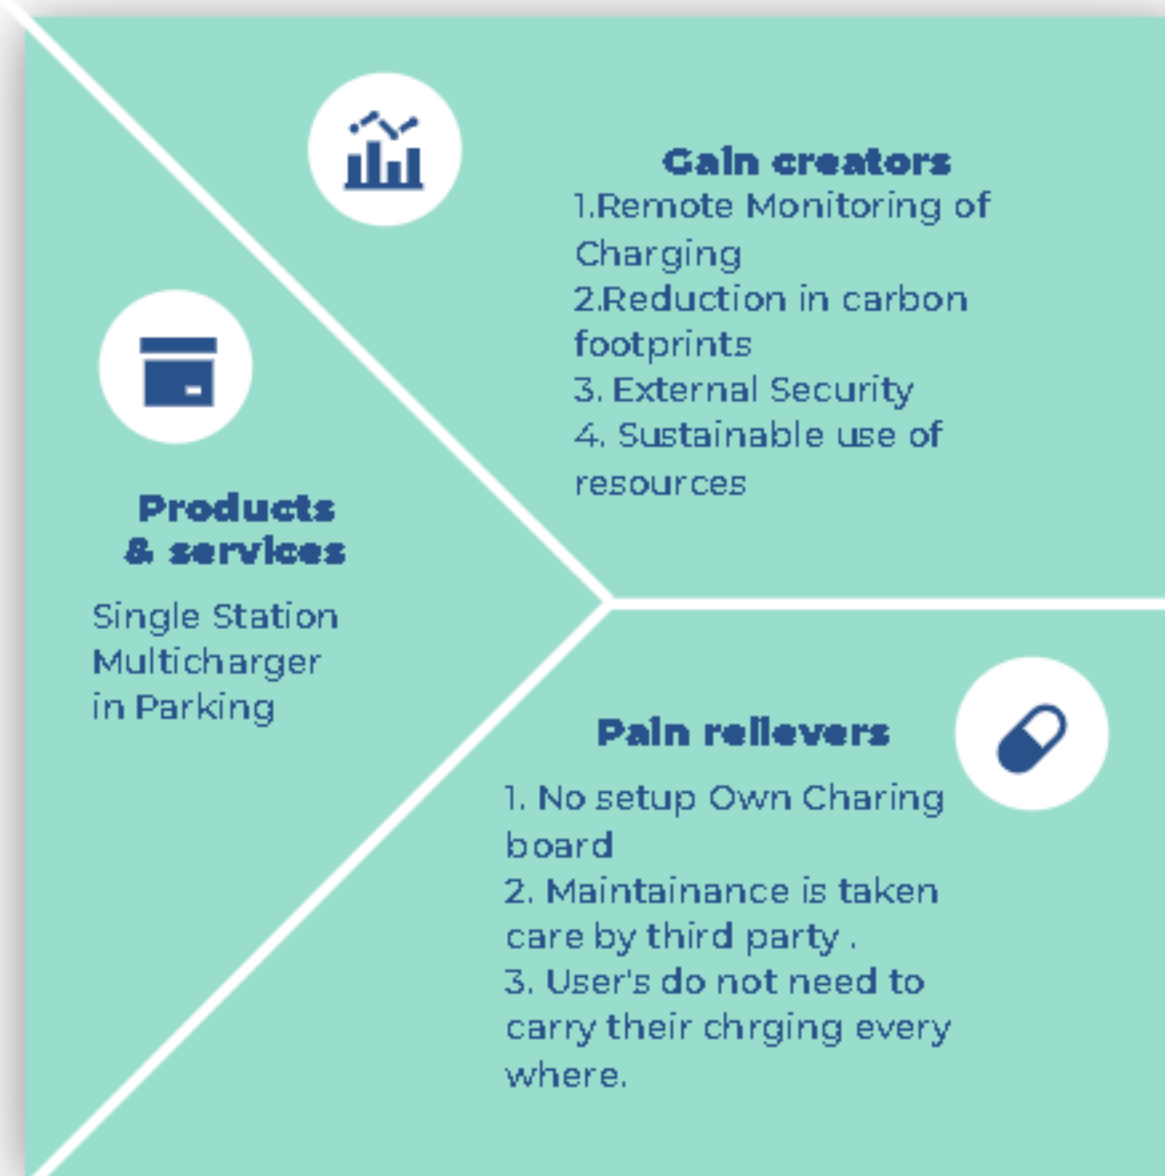 Gain creators
1.Remote Monitoring of
Charging
2.Reduction in carbon
footprints
3. External Security
4. Sustainable use of
resources
Products
& services
Single Station
Multicharger
in Parking
Pain relievers
1. No setup Own Charing
board
2. Maintainance is taken
care by third party .
3. User's do not need to
carry their chrging every
where.